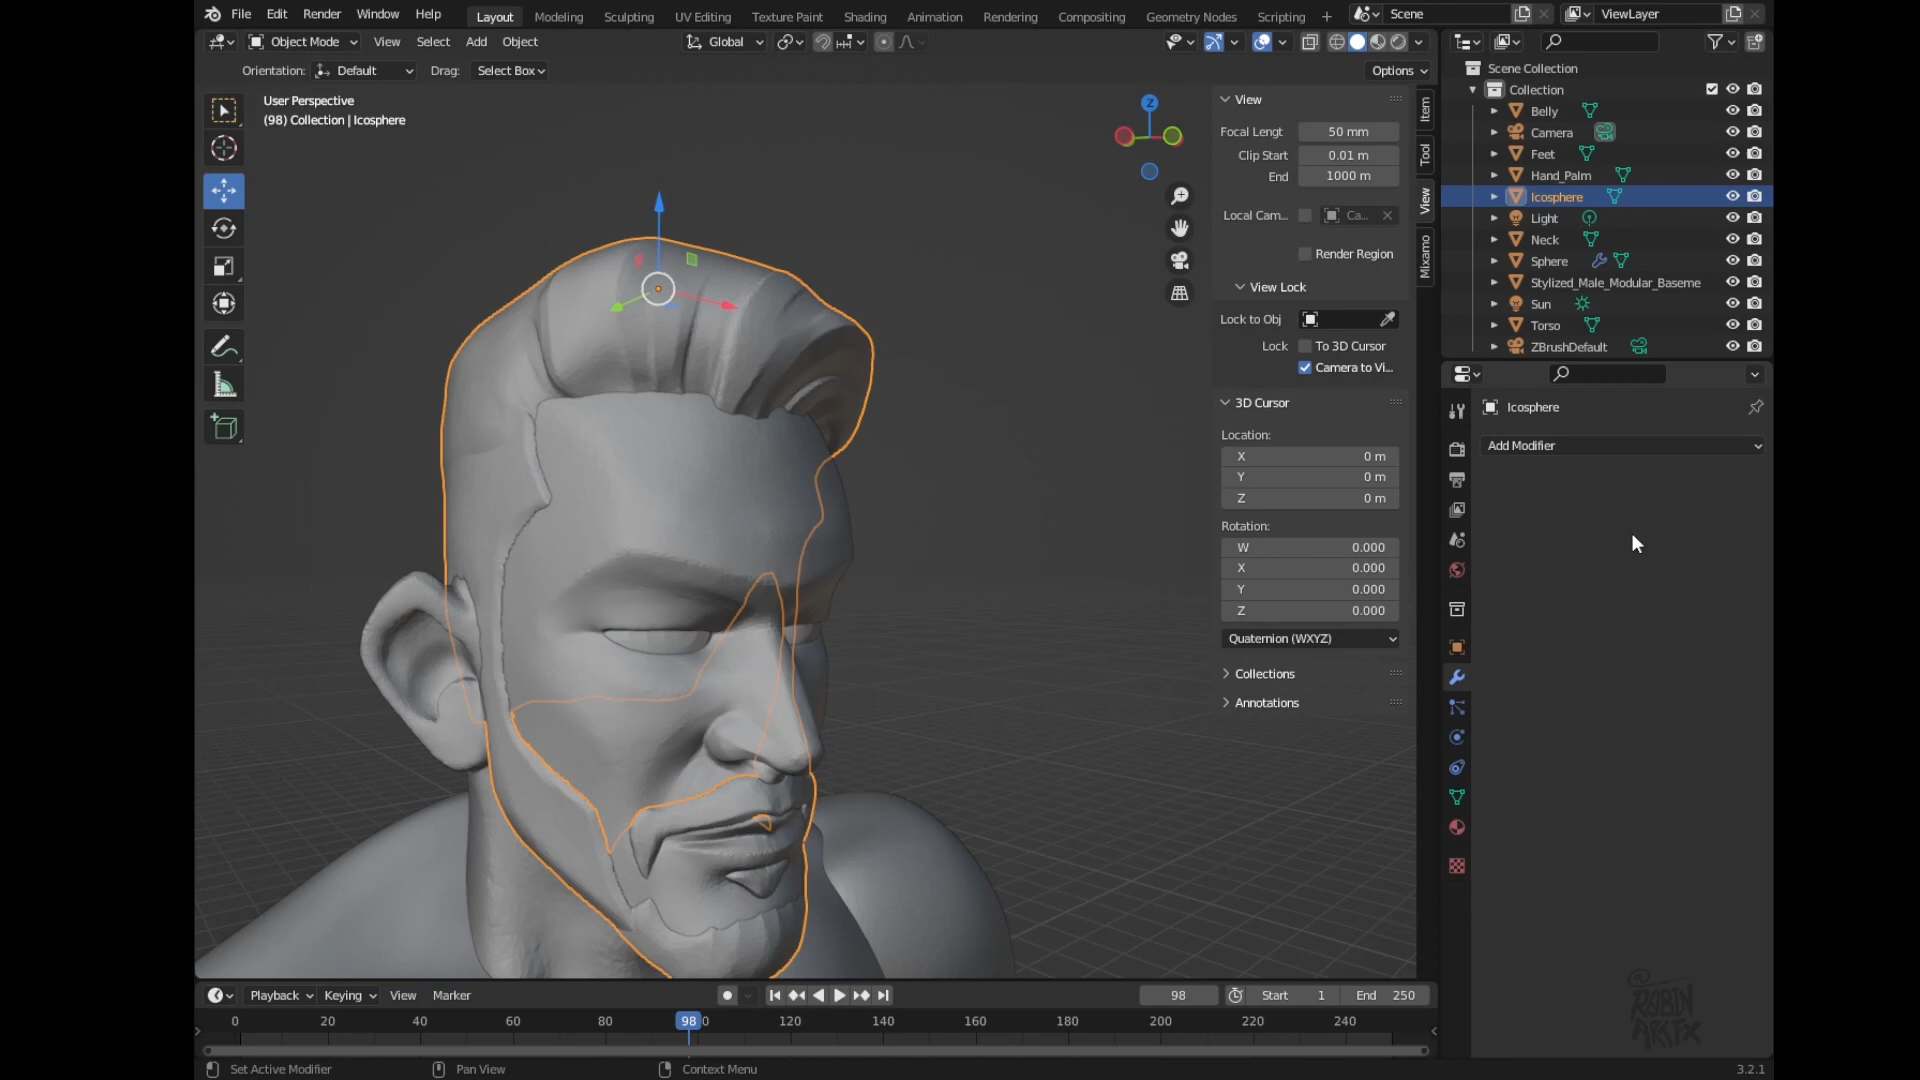 File Edit Render Window Help
Layout Modeling Sculpting UV Editing Texture Paint Shading Animation Rendering Compositing Geometry Nodes Scripting +
Scene
ViewLayer
Object Mode View Select Add Object
Global
Orientation: Default Drag: Select Box
Options
User Perspective
(98) Collection | Icosphere
Z
View
Focal Lengt 50 mm
Clip Start 0.01 m
End 1000 m
Local Cam... Ca...
Render Region
View Lock
Lock to Obj
Lock To 3D Cursor
Camera to Vi...
3D Cursor
Location:
X 0 m
Y 0 m
Z 0 m
Rotation:
W 0.000
X 0.000
Y 0.000
Z 0.000
Quaternion (WXYZ)
Collections
Annotations
Item
Tool
View
Mixamo
Scene Collection
Collection
Belly
Camera
Feet
Hand_Palm
Icosphere
Light
Neck
Sphere
Stylized_Male_Modular_Baseme
Sun
Torso
ZBrushDefault
Icosphere
Add Modifier
@
ROBIN
ARTX
Playback Keying View Marker
98
Start 1
End 250
0 20 40 60 80 98 0 120 140 160 180 200 220 240
Set Active Modifier
Pan View
Context Menu
3.2.1